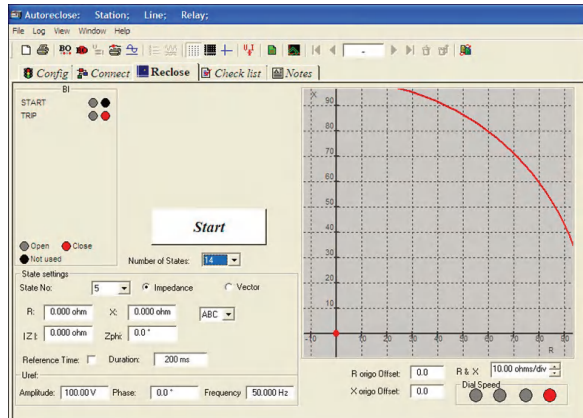 Autoreclose: Station; Line; Relay;
File Log View Window Help
BQ
-
Config Connect Reclose Check list Notes
BI
START
TRIP
Open Close
Not used
Start
Number of States: 14
State settings
State No: 5 Impedance Vector
R: 0.000 ohm X: 0.000 ohm ABC
I Z I: 0.000 ohm Zphi: 0.0 °
Reference Time: Duration: 200 ms
Uref:
Amplitude: 100.00 V Phase: 0.0 ° Frequency 50.000 Hz
X
90
80
70
60
50
40
30
20
10
-10 10 20 30 40 50 60 70 80 90
R
R origo Offset: 0.0 R & X 10.00 ohms/div
X origo Offset: 0.0 Dial Speed